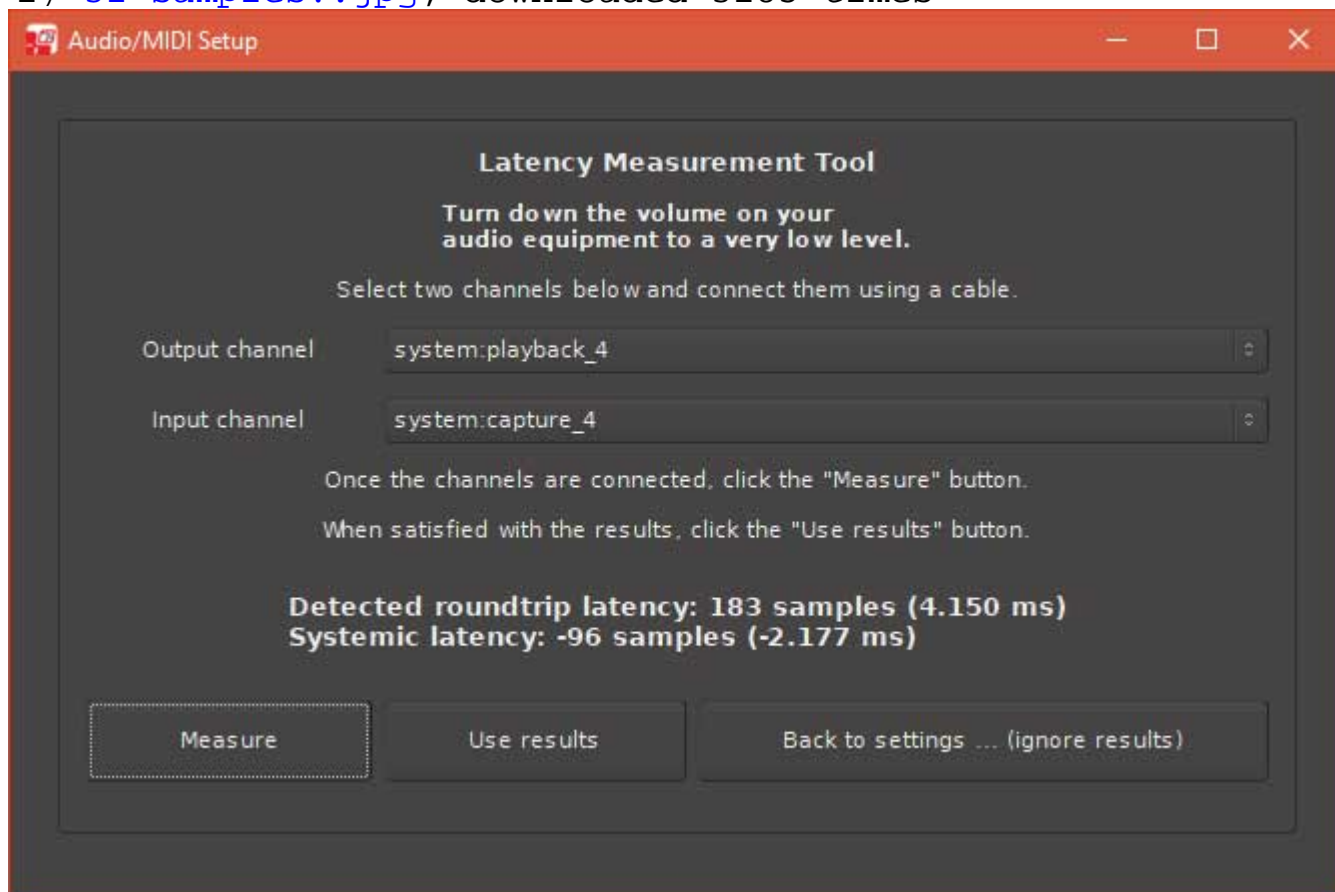 Audio/MIDI Setup
Latency Measurement Tool
Turn down the volume on your
audio equipment to a very low level.
Select two channels below and connect them using a cable.
Output channel system:playback_4
Input channel system:capture_4
Once the channels are connected, click the "Measure" button.
When satisfied with the results, click the "Use results" button.
Detected roundtrip latency: 183 samples (4.150 ms)
Systemic latency: -96 samples (-2.177 ms)
Measure Use results Back to settings ... (ignore results)